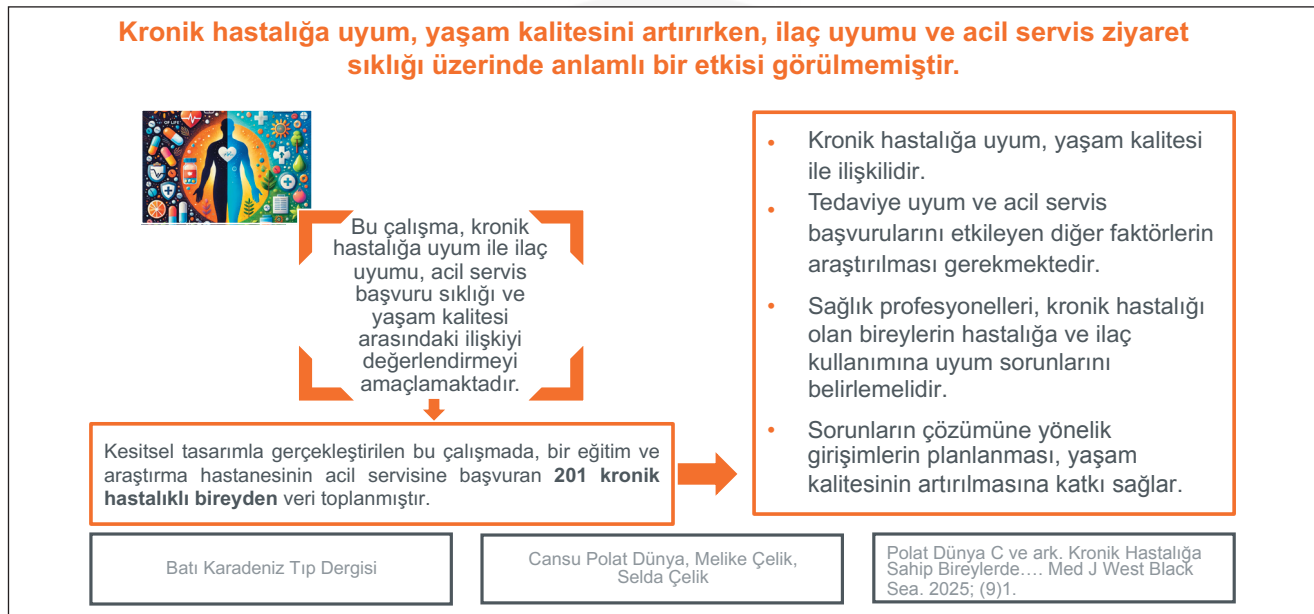 Kronik hastalığa uyum, yaşam kalitesini artırırken, ilaç uyumu ve acil servis ziyaret
sıklığı üzerinde anlamlı bir etkisi görülmemiştir.
OF LIFE
Bu çalışma, kronik
hastalığa uyum ile ilaç
uyumu, acil servis
başvuru sıklığı ve
yaşam kalitesi
arasındaki ilişkiyi
değerlendirmeyi
amaçlamaktadır.
Kesitsel tasarımla gerçekleştirilen bu çalışmada, bir eğitim ve
araştırma hastanesinin acil servisine başvuran 201 kronik
hastalıklı bireyden veri toplanmıştır.
• Kronik hastalığa uyum, yaşam kalitesi
ile ilişkilidir.
• Tedaviye uyum ve acil servis
başvurularını etkileyen diğer faktörlerin
araştırılması gerekmektedir.
• Sağlık profesyonelleri, kronik hastalığı
olan bireylerin hastalığa ve ilaç
kullanımına uyum sorunlarını
belirlemelidir.
• Sorunların çözümüne yönelik
girişimlerin planlanması, yaşam
kalitesinin artırılmasına katkı sağlar.
Batı Karadeniz Tıp Dergisi
Cansu Polat Dünya, Melike Çelik,
Selda Çelik
Polat Dünya C ve ark. Kronik Hastalığa
Sahip Bireylerde…. Med J West Black
Sea. 2025; (9)1.